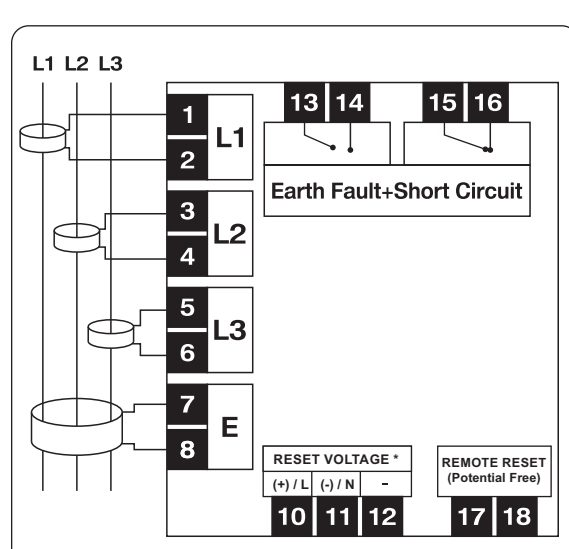 L1 L2 L3
13 14 15 16
1
L1
2
Earth Fault+Short Circuit
3
L2
4
5
L3
6
7
E
8
RESET VOLTAGE *
(+) / L (-) / N -
10 11 12
REMOTE RESET
(Potential Free)
17 18